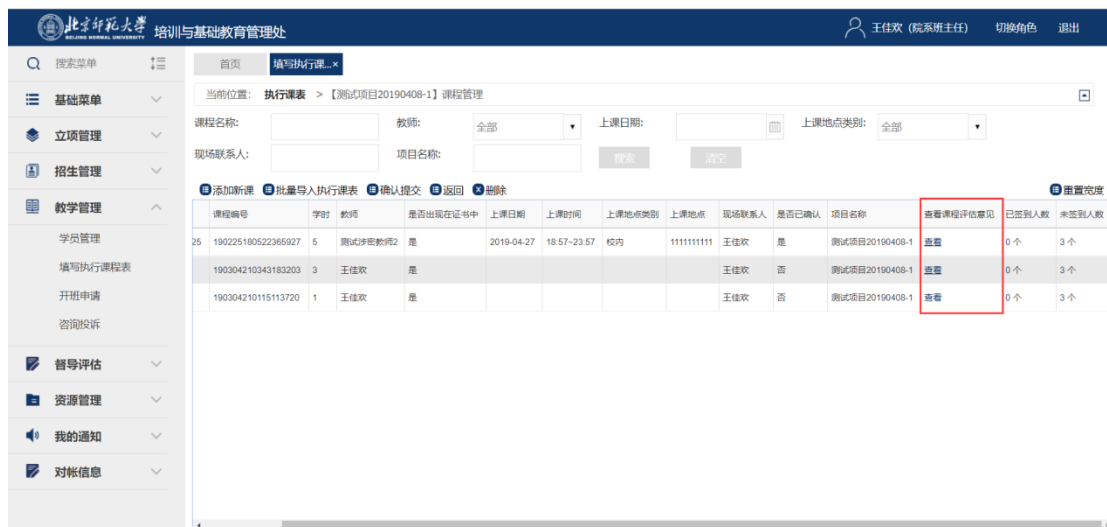 北京师范大学 培训与基础教育管理处 王佳欢（院系班主任） 切换角色 退出
BEIJING NORMAL UNIVERSITY
搜索菜单
基础菜单
立项管理
招生管理
教学管理
学员管理
填写执行课程表
开班申请
咨询投诉
督导评估
资源管理
我的通知
对帐信息
首页 填写执行课...×
当前位置： 执行课表 > 【测试项目20190408-1】课程管理
课程名称: 教师: 全部 上课日期: 上课地点类别: 全部
现场联系人: 项目名称: 搜索 清空
添加新课 批量导入执行课表 确认提交 返回 删除 重置宽度
课程编号 学时 教师 是否出现在证书中 上课日期 上课时间 上课地点类别 上课地点 现场联系人 是否已确认 项目名称 查看课程评估意见 已签到人数 未签到人数
25 190225180522365927 5 测试涉密教师2 是 2019-04-27 18:57~23:57 校内 1111111111 王佳欢 是 测试项目20190408-1 查看 0 个 3 个
190304210343183203 3 王佳欢 是 王佳欢 否 测试项目20190408-1 查看 0 个 3 个
190304210115113720 1 王佳欢 是 王佳欢 否 测试项目20190408-1 查看 0 个 3 个